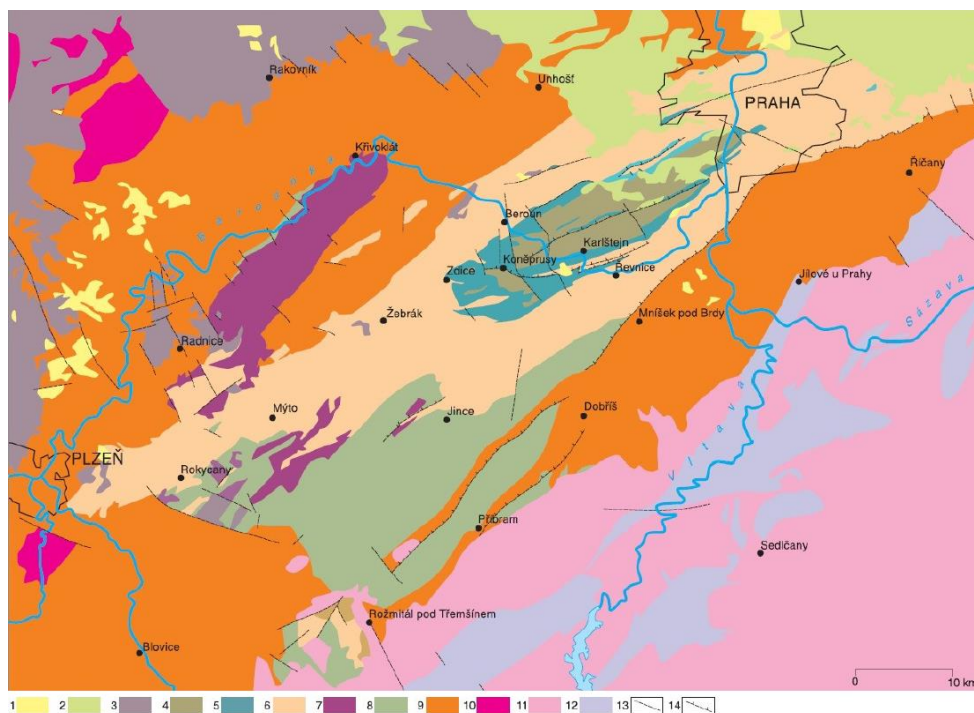 Rakovník
Unhošť
PRAHA
Křivoklát
Říčany
Berounka
Beroun
Karlštejn
Koněprusy
Řevnice
Zdice
Jílové u Prahy
Sázava
Žebrák
Mníšek pod Brdy
Radnice
Mýto
Jince
Dobříš
Vltava
PLZEŇ
Rokycany
Příbram
Sedlčany
Rožmitál pod Třemšínem
Blovice
0 10 km
1 2 3 4 5 6 7 8 9 10 11 12 13 14